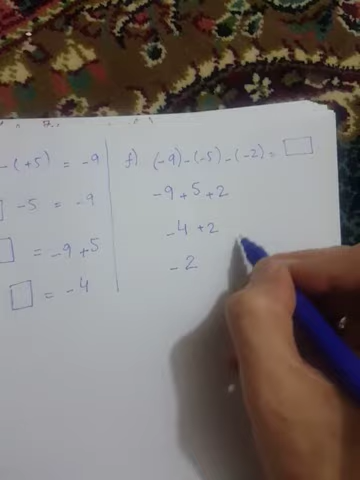 -(+5) = -9
-5 = -9
□ = -9+5
□ = -4
f) (-9)-(-5)-(-2)= □
-9+5+2
-4+2
-2